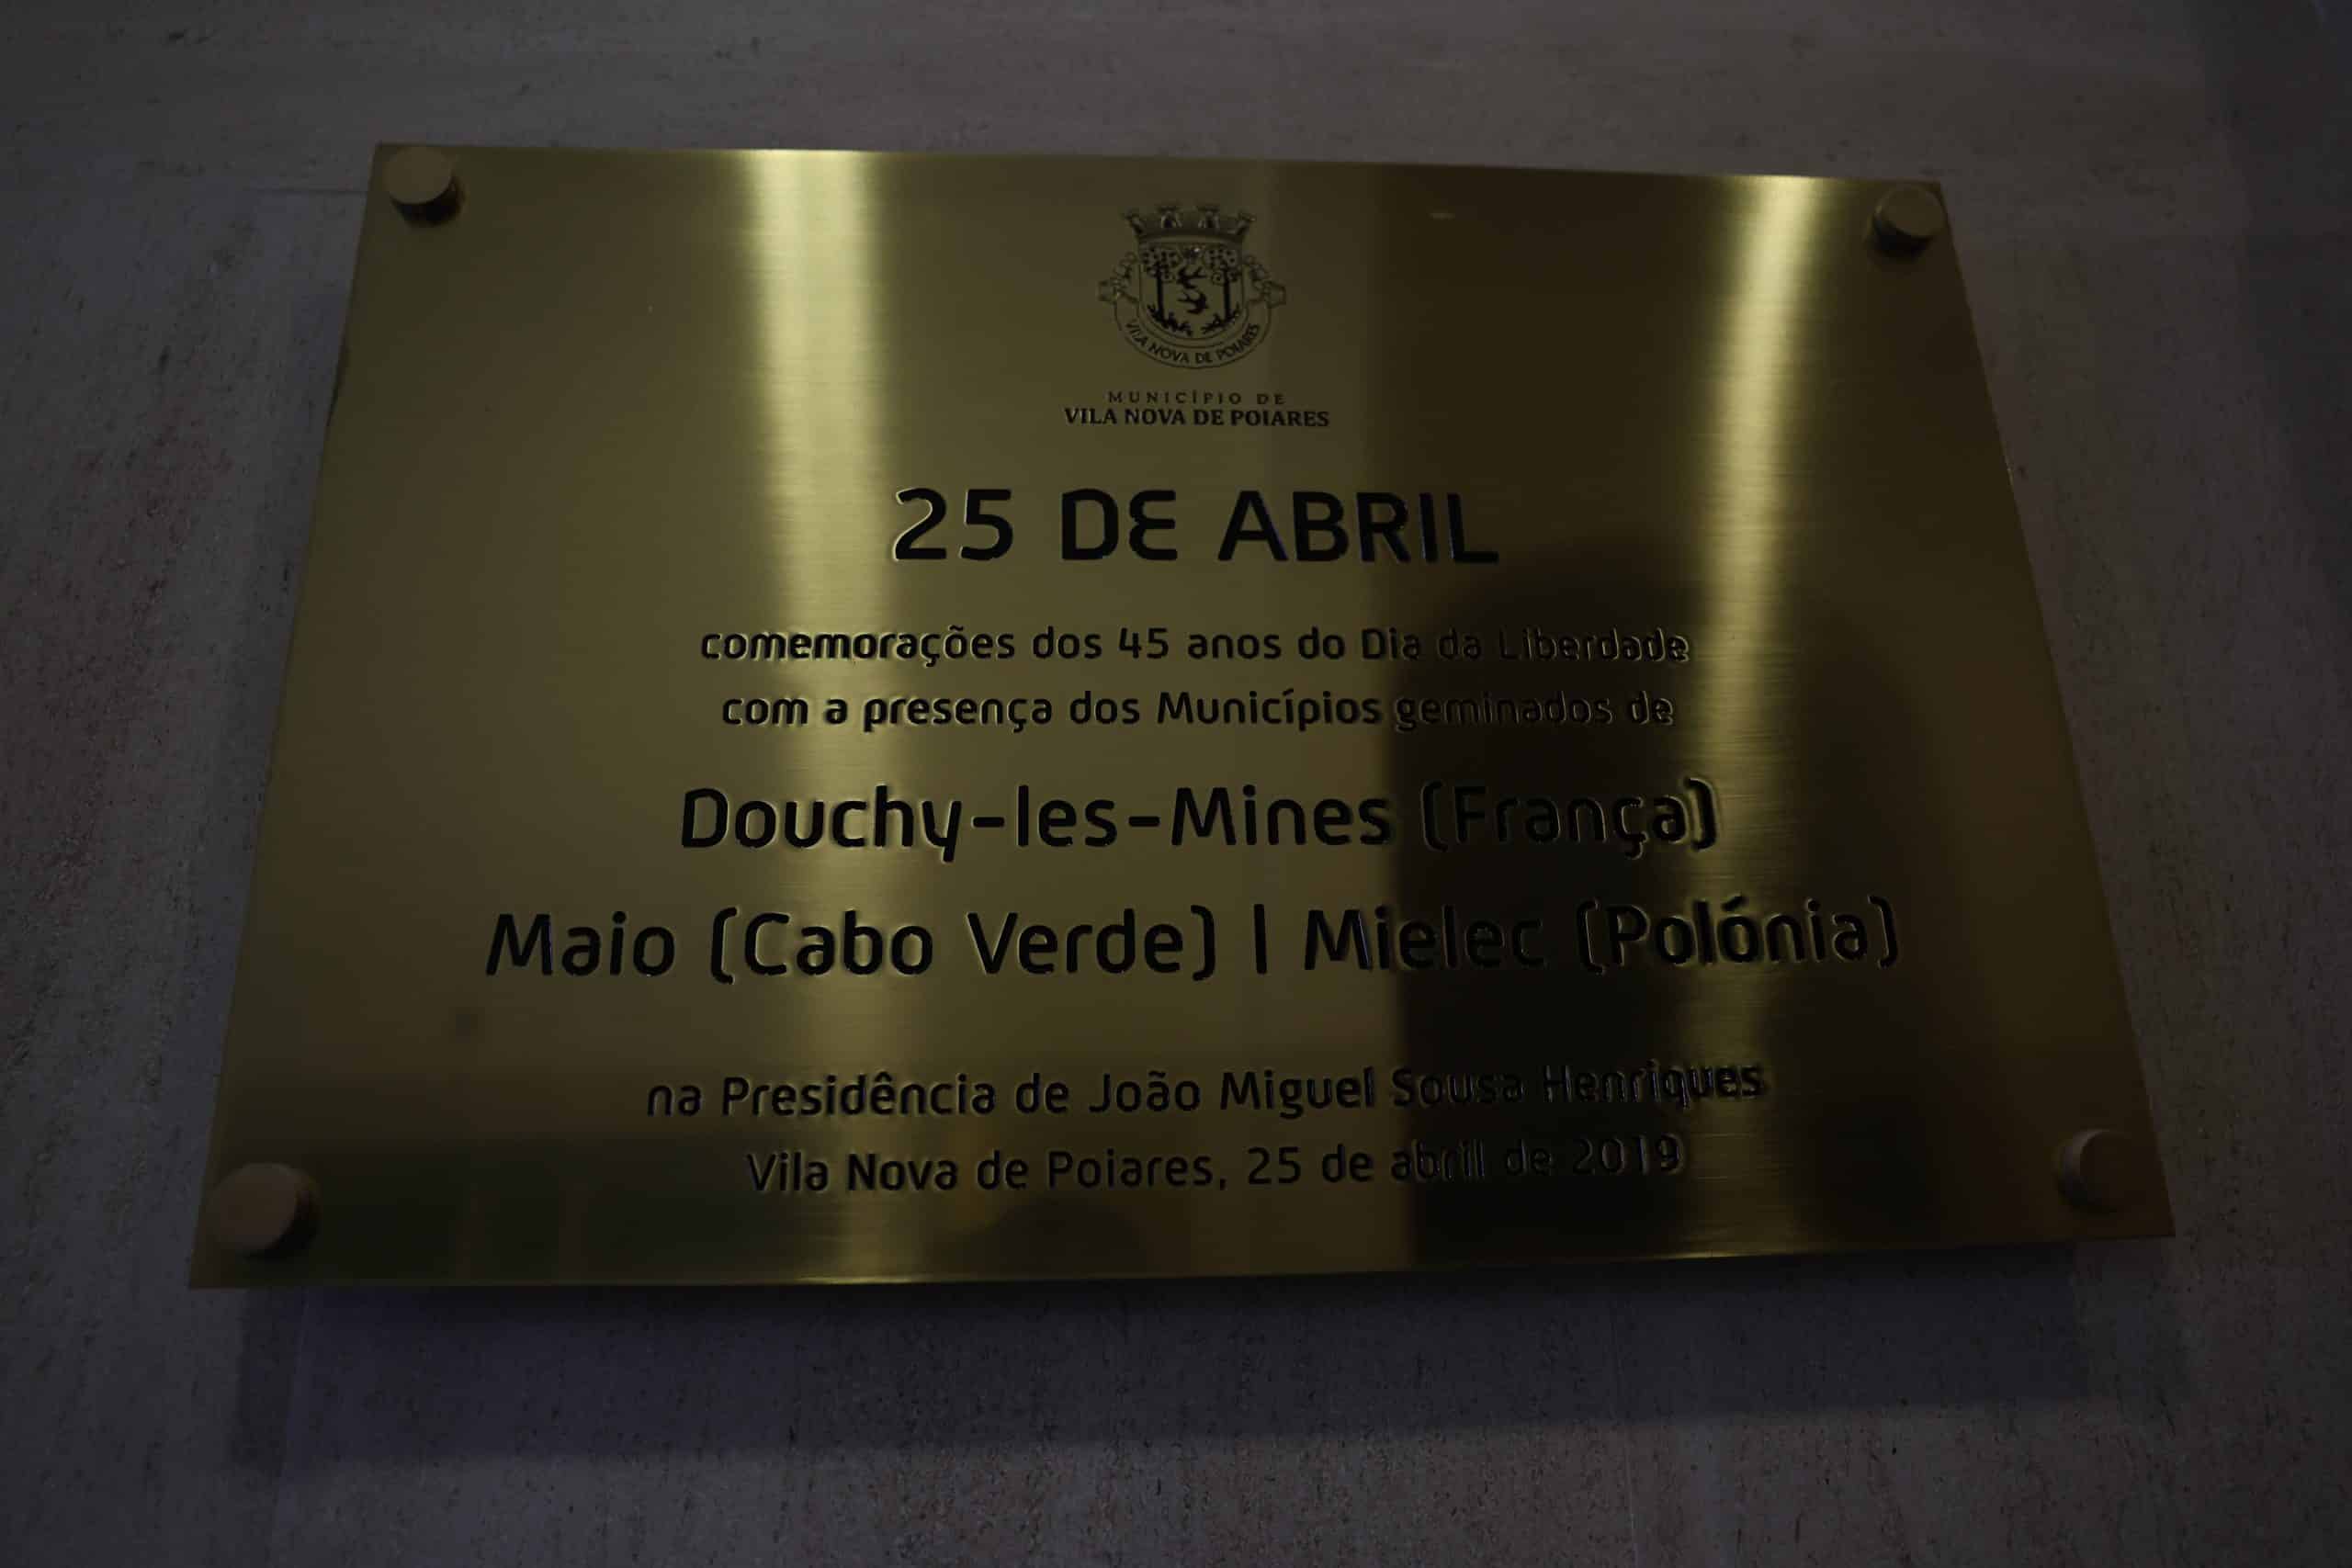 VILA NOVA DE POIARES
MUNICÍPIO DE
VILA NOVA DE POIARES
25 DE ABRIL
comemorações dos 45 anos do Dia da Liberdade
com a presença dos Municípios geminados de
Douchy-les-Mines (França)
Maio (Cabo Verde) | Mielec (Polónia)
na Presidência de João Miguel Sousa Henriques
Vila Nova de Poiares, 25 de abril de 2019